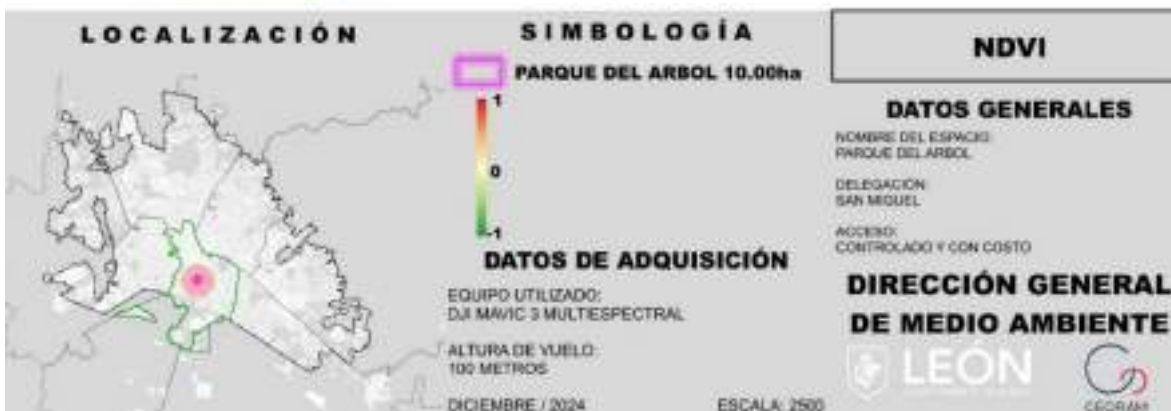 LOCALIZACIÓN
SIMBOLOGÍA
PARQUE DEL ARBOL 10.00ha
1
0
-1
DATOS DE ADQUISICIÓN
EQUIPO UTILIZADO:
DJI MAVIC 3 MULTIESPECTRAL
ALTURA DE VUELO:
100 METROS
DICIEMBRE / 2024
ESCALA: 2500
NDVI
DATOS GENERALES
NOMBRE DEL ESPACIO:
PARQUE DEL ARBOL
DELEGACION:
SAN MIGUEL
ACCESO:
CONTROLADO Y CON COSTO
DIRECCIÓN GENERAL
DE MEDIO AMBIENTE
LEÓN